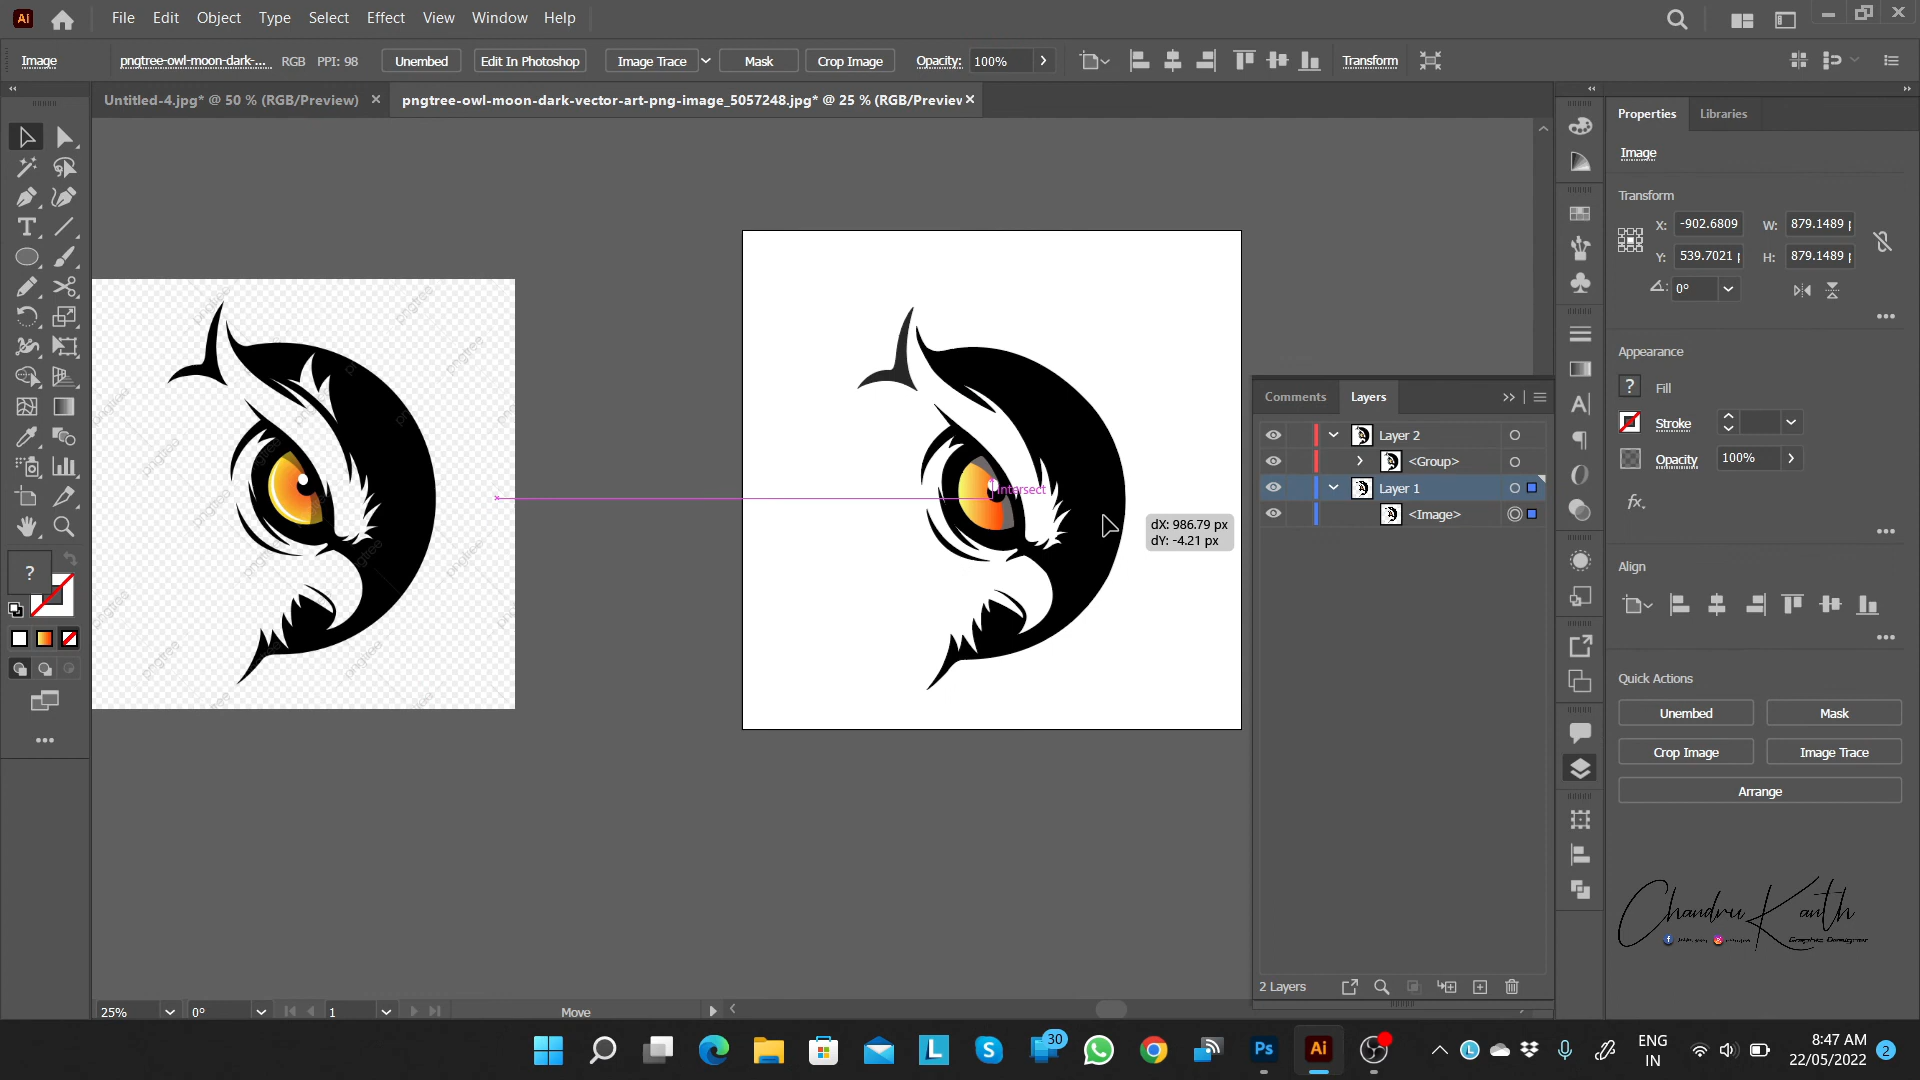 Ai File Edit Object Type Select Effect View Window Help
Image pngtree-owl-moon-dark-... RGB PPI: 98 Unembed Edit In Photoshop Image Trace Mask Crop Image Opacity: 100% Transform
Untitled-4.jpg* @ 50 % (RGB/Preview) × pngtree-owl-moon-dark-vector-art-png-image_5057248.jpg* @ 25 % (RGB/Preview ×
Properties Libraries
Image
Transform
X: -902.6809 W: 879.1489 p
Y: 539.7021 p H: 879.1489 p
0°
Appearance
? Fill
Stroke
Opacity 100%
fx.
Align
Quick Actions
Unembed Mask
Crop Image Image Trace
Arrange
Comments Layers
Layer 2
<Group>
Layer 1
<Image>
2 Layers
intersect
dX: 986.79 px
dY: -4.21 px
pngtree
?
Chandru Kanth
Graphic Designer
25% 0° 1 Move
30 Ps Ai
ENG
IN
8:47 AM
22/05/2022
2